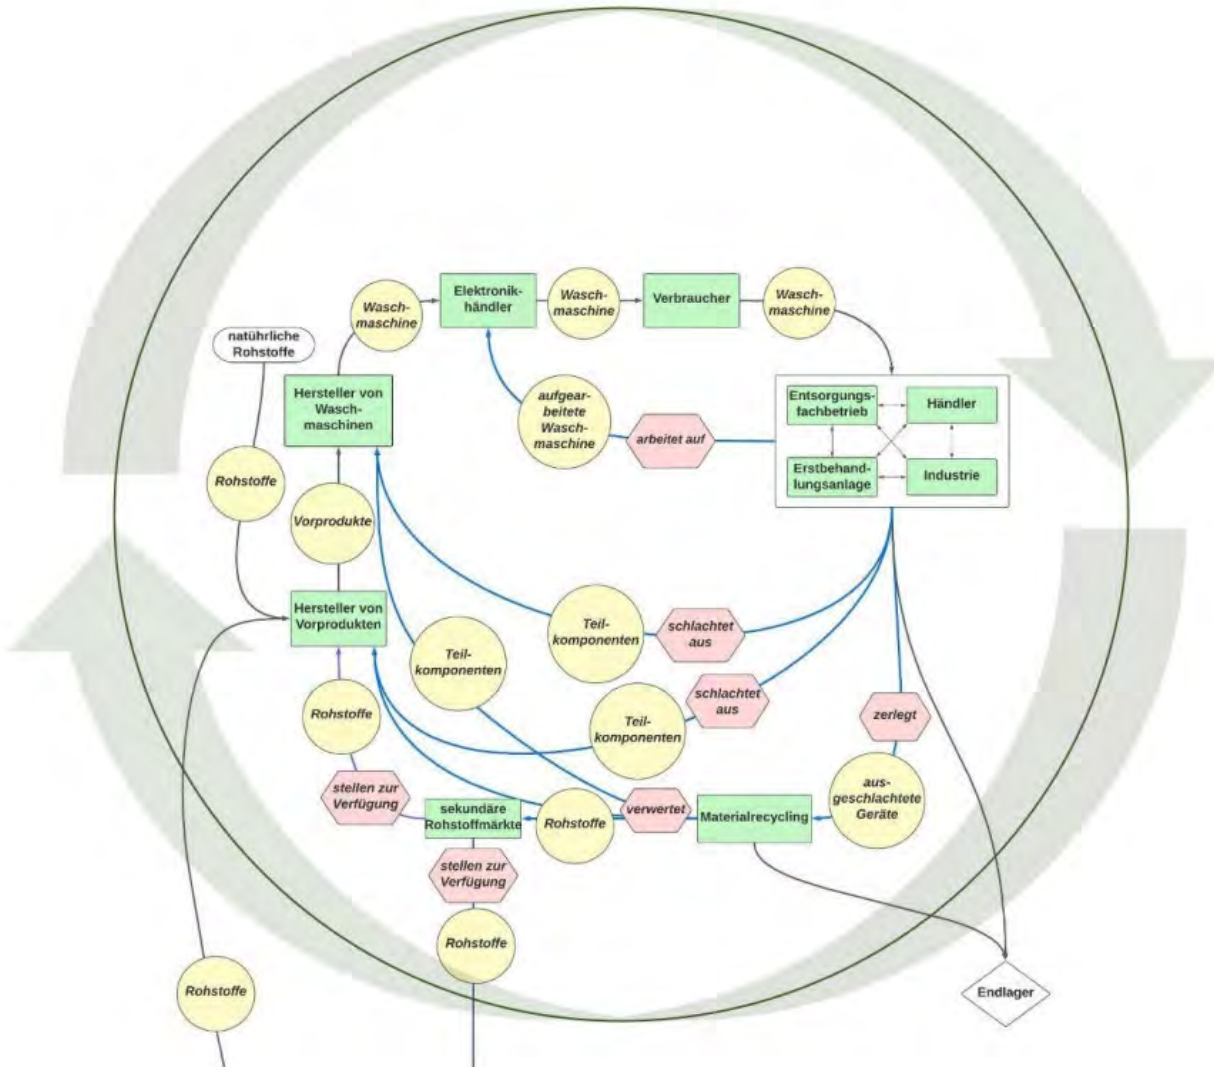 Elektronik-
händler
Wasch-
maschine
Verbraucher
Wasch-
maschine
Wasch-
maschine
natührliche
Rohstoffe
Hersteller von
Wasch-
maschinen
aufgear-
beitete
Wasch-
maschine
arbeitet auf
Entsorgungs-
fachbetrieb
Händler
Erstbehand-
lungsanlage
Industrie
Rohstoffe
Vorprodukte
Hersteller von
Vorprodukten
Teil-
komponenten
schlachtet
aus
Teil-
komponenten
Rohstoffe
Teil-
komponenten
schlachtet
aus
zerlegt
stellen zur
Verfügung
sekundäre
Rohstoffmärkte
Rohstoffe
verwertet
Materialrecycling
aus-
geschlachtete
Geräte
stellen zur
Verfügung
Rohstoffe
Rohstoffe
Endlager